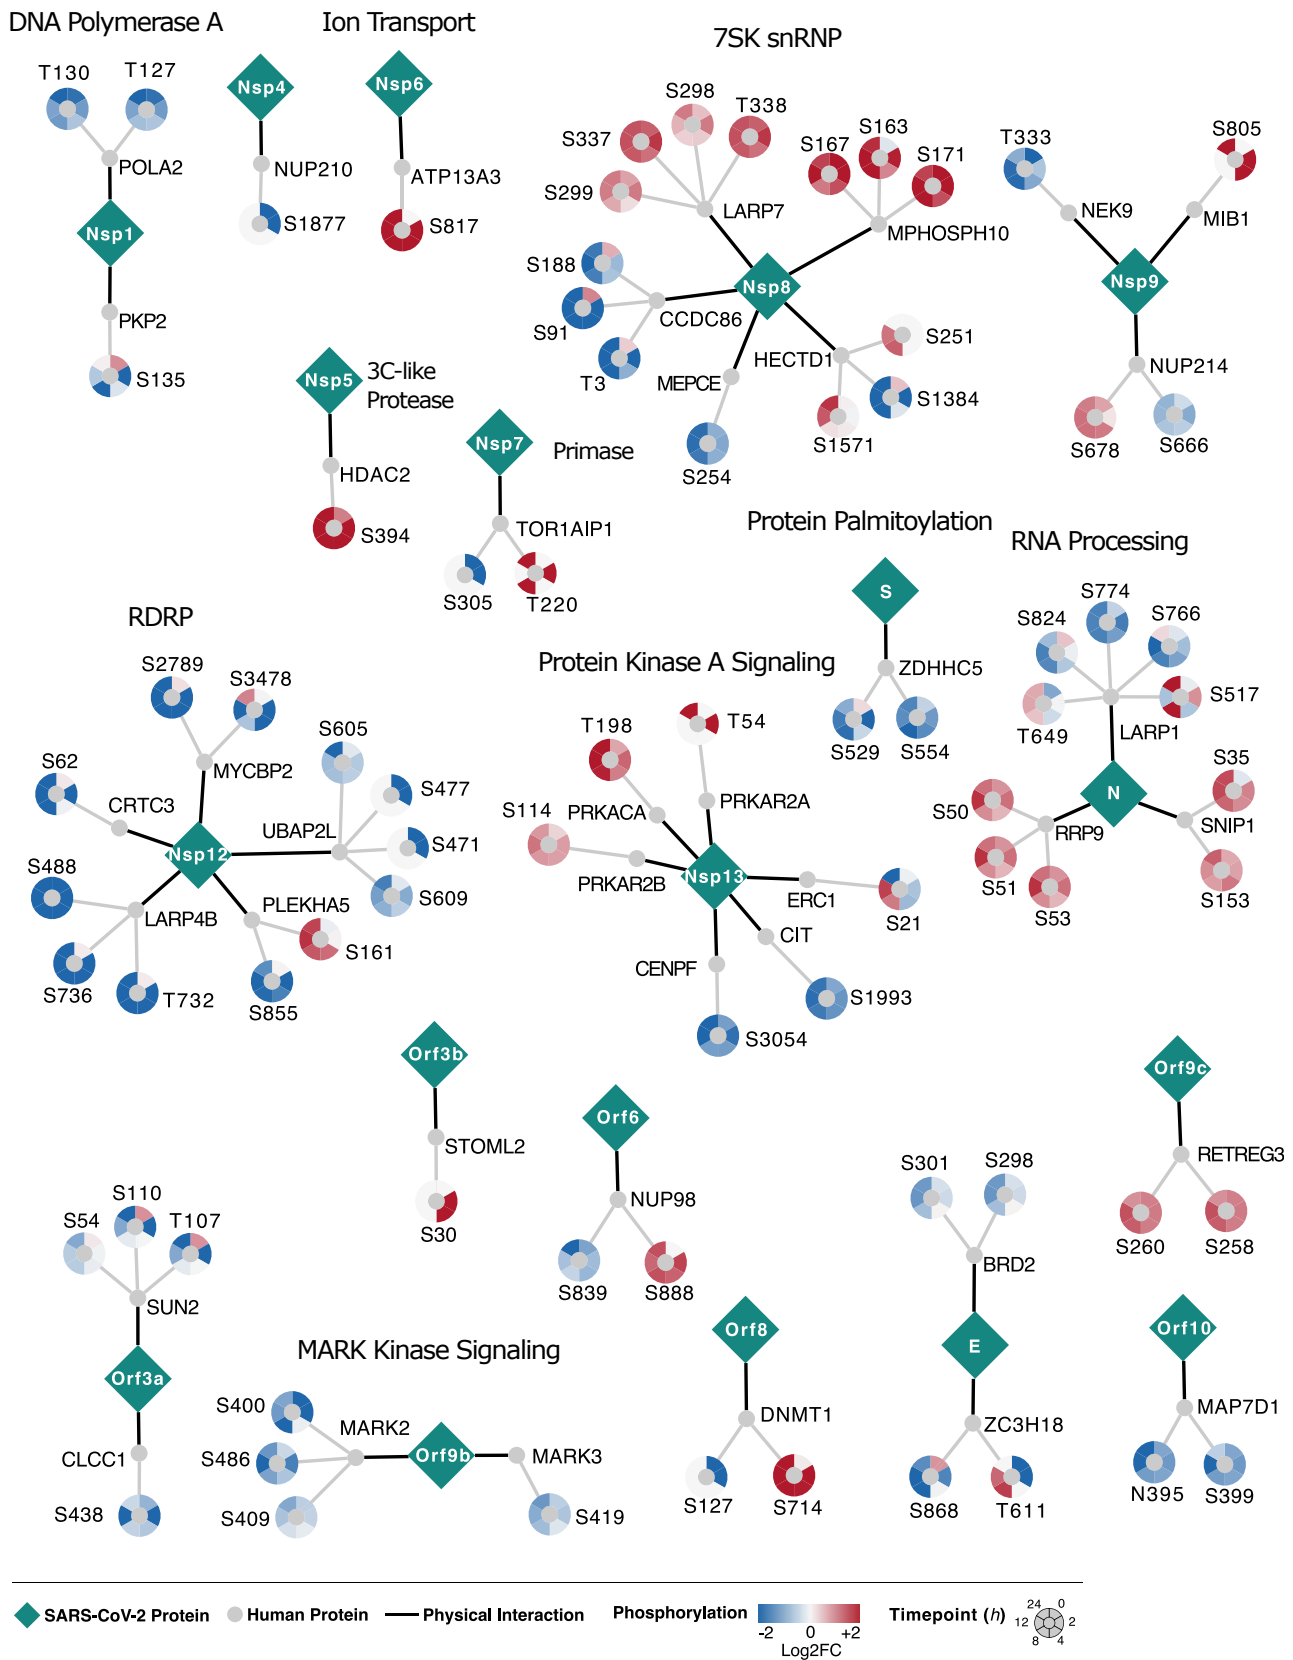 DNA Polymerase A
Ion Transport
7SK snRNP
T130
T127
POLA2
Nsp1
PKP2
S135
Nsp4
NUP210
S1877
Nsp6
ATP13A3
S817
S298
T338
S337
S299
LARP7
S167
S163
S171
MPHOSPH10
Nsp8
S188
S91
T3
CCDC86
MEPCE
S254
HECTD1
S251
S1384
S1571
T333
NEK9
S805
MIB1
Nsp9
NUP214
S678
S666
Nsp5
3C-like
Protease
HDAC2
S394
Nsp7
Primase
TOR1AIP1
S305
T220
Protein Palmitoylation
S
ZDHHC5
S529
S554
RNA Processing
S774
S824
S766
T649
S517
LARP1
N
S50
S51
S53
RRP9
S35
SNIP1
S153
RDRP
S2789
S3478
MYCBP2
S62
CRTC3
Nsp12
S605
S477
S471
S609
UBAP2L
S488
LARP4B
S736
T732
PLEKHA5
S161
S855
Protein Kinase A Signaling
T198
T54
PRKACA
PRKAR2A
S114
PRKAR2B
Nsp13
ERC1
S21
CIT
S1993
CENPF
S3054
Orf3b
STOML2
S30
Orf6
NUP98
S839
S888
Orf9c
RETREG3
S260
S258
S301
S298
BRD2
E
ZC3H18
S868
T611
S110
S54
T107
SUN2
Orf3a
CLCC1
S438
MARK Kinase Signaling
S400
S486
S409
MARK2
Orf9b
MARK3
S419
Orf8
DNMT1
S127
S714
Orf10
MAP7D1
N395
S399
SARS-CoV-2 Protein
Human Protein
Physical Interaction
Phosphorylation
-2 0 +2
Log2FC
Timepoint (h)
24 0
12 2
8 4